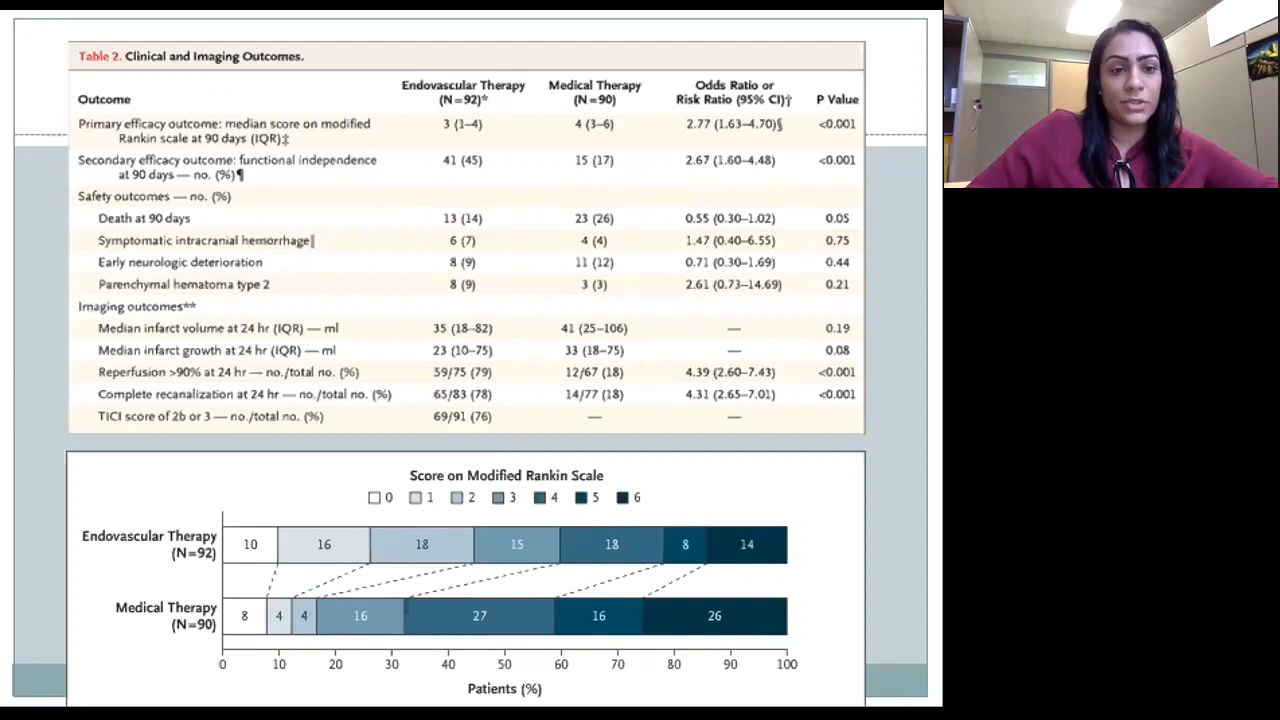 Table 2. Clinical and Imaging Outcomes.
Outcome Endovascular Therapy (N=92)* Medical Therapy (N=90) Odds Ratio or Risk Ratio (95% CI)† P Value
Primary efficacy outcome: median score on modified Rankin scale at 90 days (IQR)‡ 3 (1–4) 4 (3–6) 2.77 (1.63–4.70)§ <0.001
Secondary efficacy outcome: functional independence at 90 days — no. (%)¶ 41 (45) 15 (17) 2.67 (1.60–4.48) <0.001
Safety outcomes — no. (%)
Death at 90 days 13 (14) 23 (26) 0.55 (0.30–1.02) 0.05
Symptomatic intracranial hemorrhage‖ 6 (7) 4 (4) 1.47 (0.40–6.55) 0.75
Early neurologic deterioration 8 (9) 11 (12) 0.71 (0.30–1.69) 0.44
Parenchymal hematoma type 2 8 (9) 3 (3) 2.61 (0.73–14.69) 0.21
Imaging outcomes**
Median infarct volume at 24 hr (IQR) — ml 35 (18–82) 41 (25–106) — 0.19
Median infarct growth at 24 hr (IQR) — ml 23 (10–75) 33 (18–75) — 0.08
Reperfusion >90% at 24 hr — no./total no. (%) 59/75 (79) 12/67 (18) 4.39 (2.60–7.43) <0.001
Complete recanalization at 24 hr — no./total no. (%) 65/83 (78) 14/77 (18) 4.31 (2.65–7.01) <0.001
TICI score of 2b or 3 — no./total no. (%) 69/91 (76) — —
Score on Modified Rankin Scale
0 1 2 3 4 5 6
Endovascular Therapy (N=92) 10 16 18 15 18 8 14
Medical Therapy (N=90) 8 4 4 16 27 16 26
0 10 20 30 40 50 60 70 80 90 100
Patients (%)